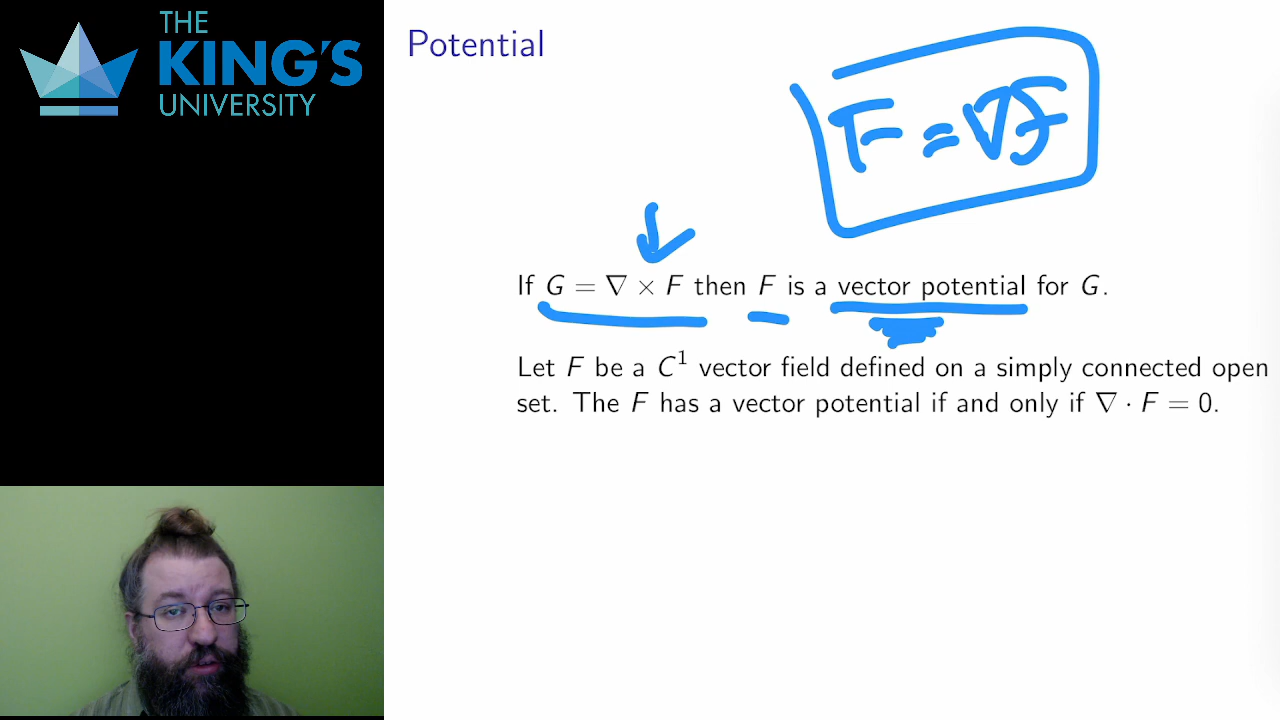 THE
KING'S
UNIVERSITY
Potential
F = ∇f
If G = ∇ × F then F is a vector potential for G.
Let F be a C¹ vector field defined on a simply connected open
set. The F has a vector potential if and only if ∇ · F = 0.